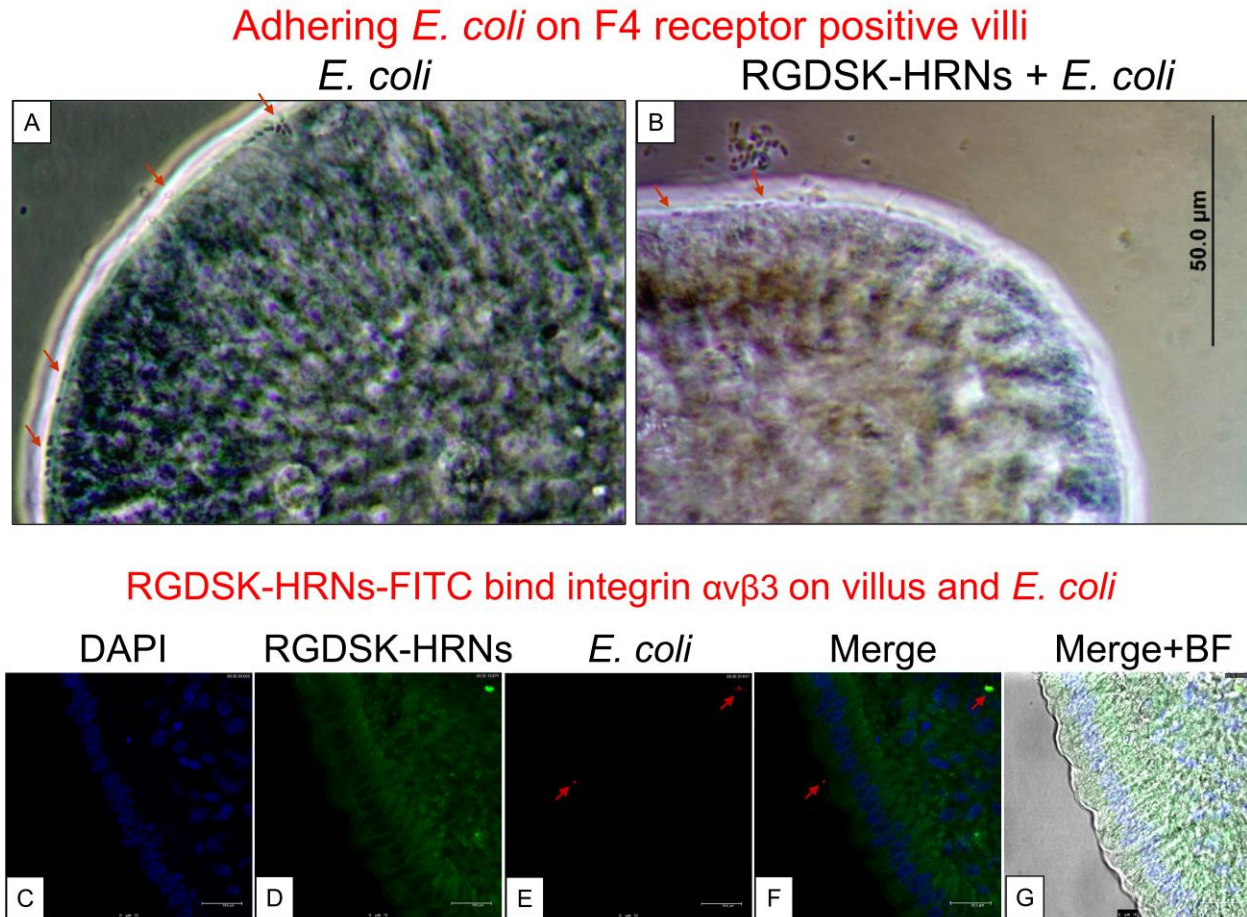 Adhering E. coli on F4 receptor positive villi
E. coli
RGDSK-HRNs + E. coli
A
B
50.0 µm
RGDSK-HRNs-FITC bind integrin αvβ3 on villus and E. coli
DAPI
RGDSK-HRNs
E. coli
Merge
Merge+BF
C
D
E
F
G